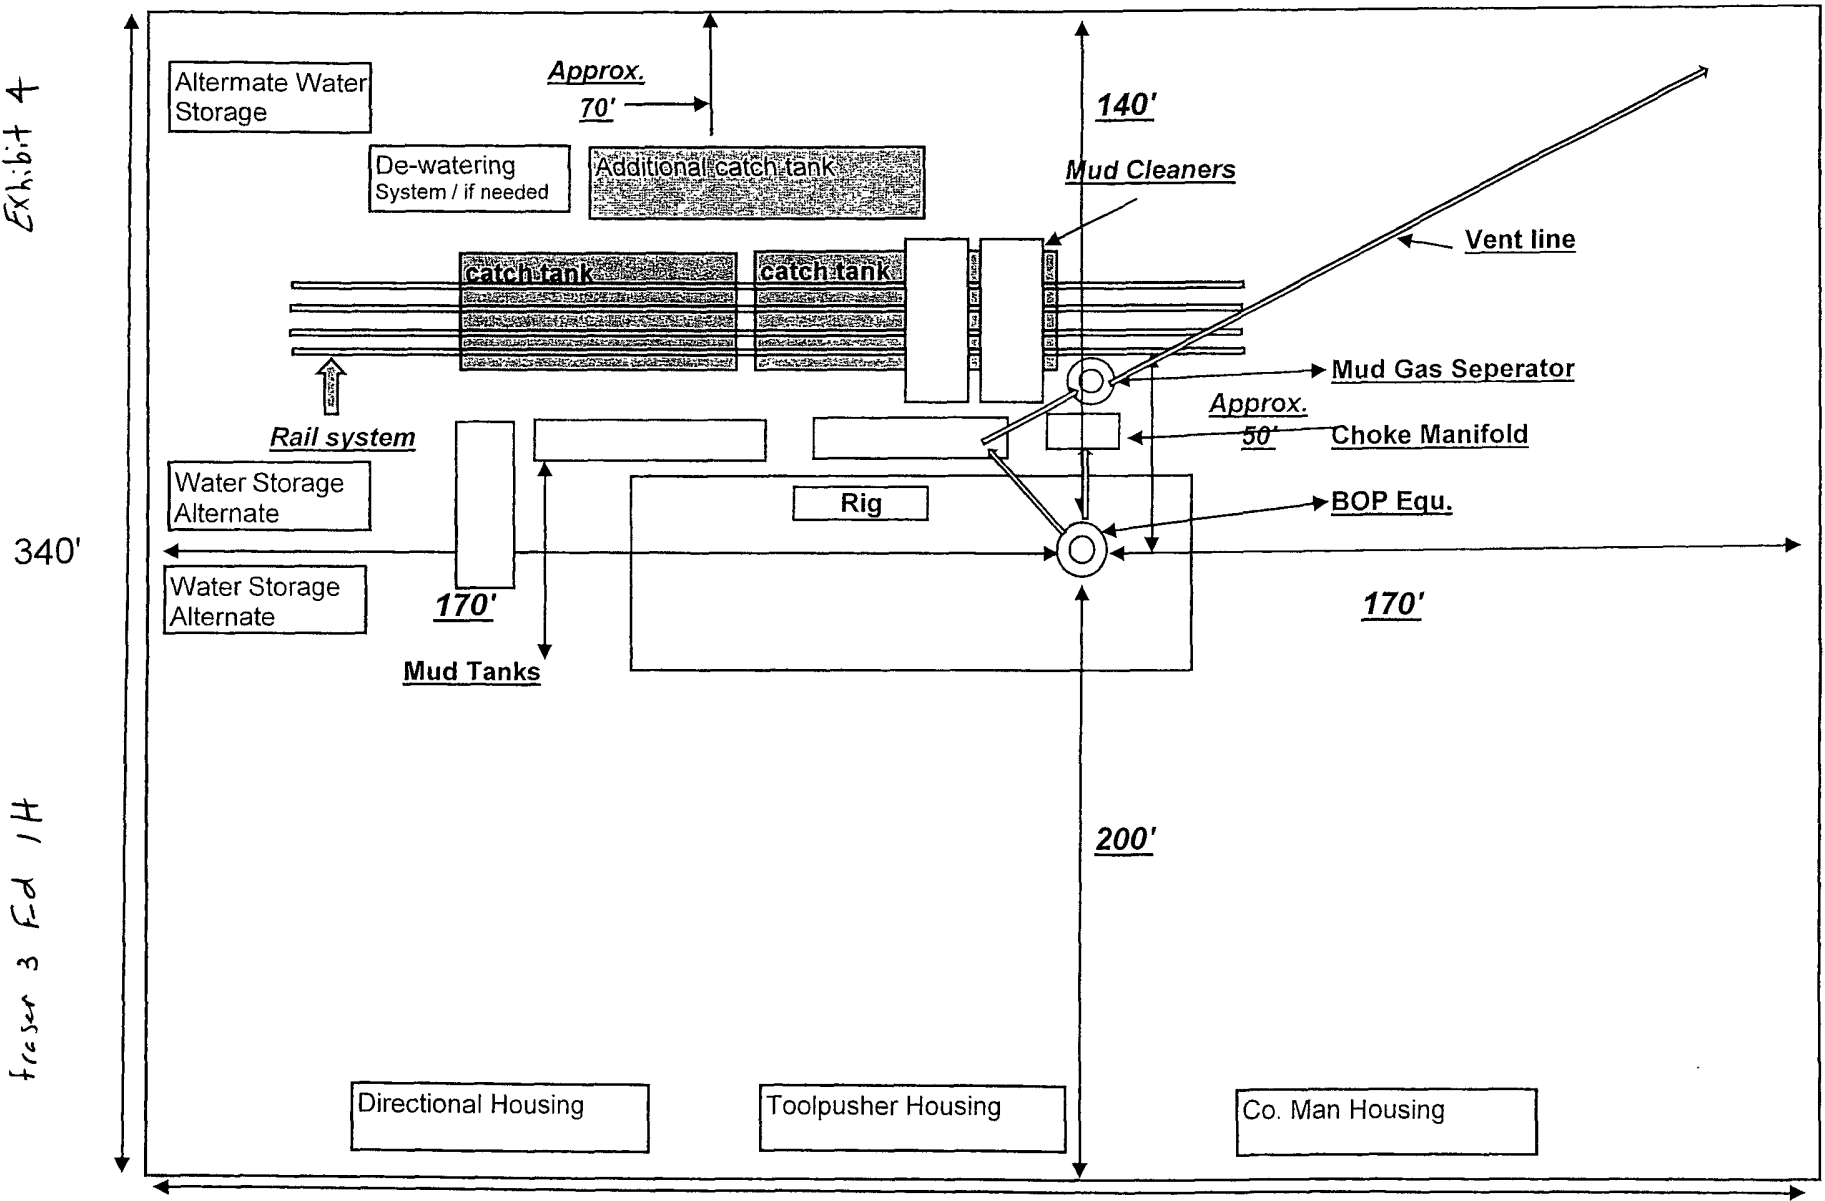 Exhibit 4
Altermate Water
Storage
Approx.
70'
140'
De-watering
System / if needed
Additional catch tank
Mud Cleaners
Vent line
catch tank
catch tank
Mud Gas Seperator
Approx.
50'
Choke Manifold
Rail system
Water Storage
Alternate
Rig
BOP Equ.
340'
Water Storage
Alternate
170'
170'
Mud Tanks
200'
Fraser 3 Fed 1H
Directional Housing
Toolpusher Housing
Co. Man Housing